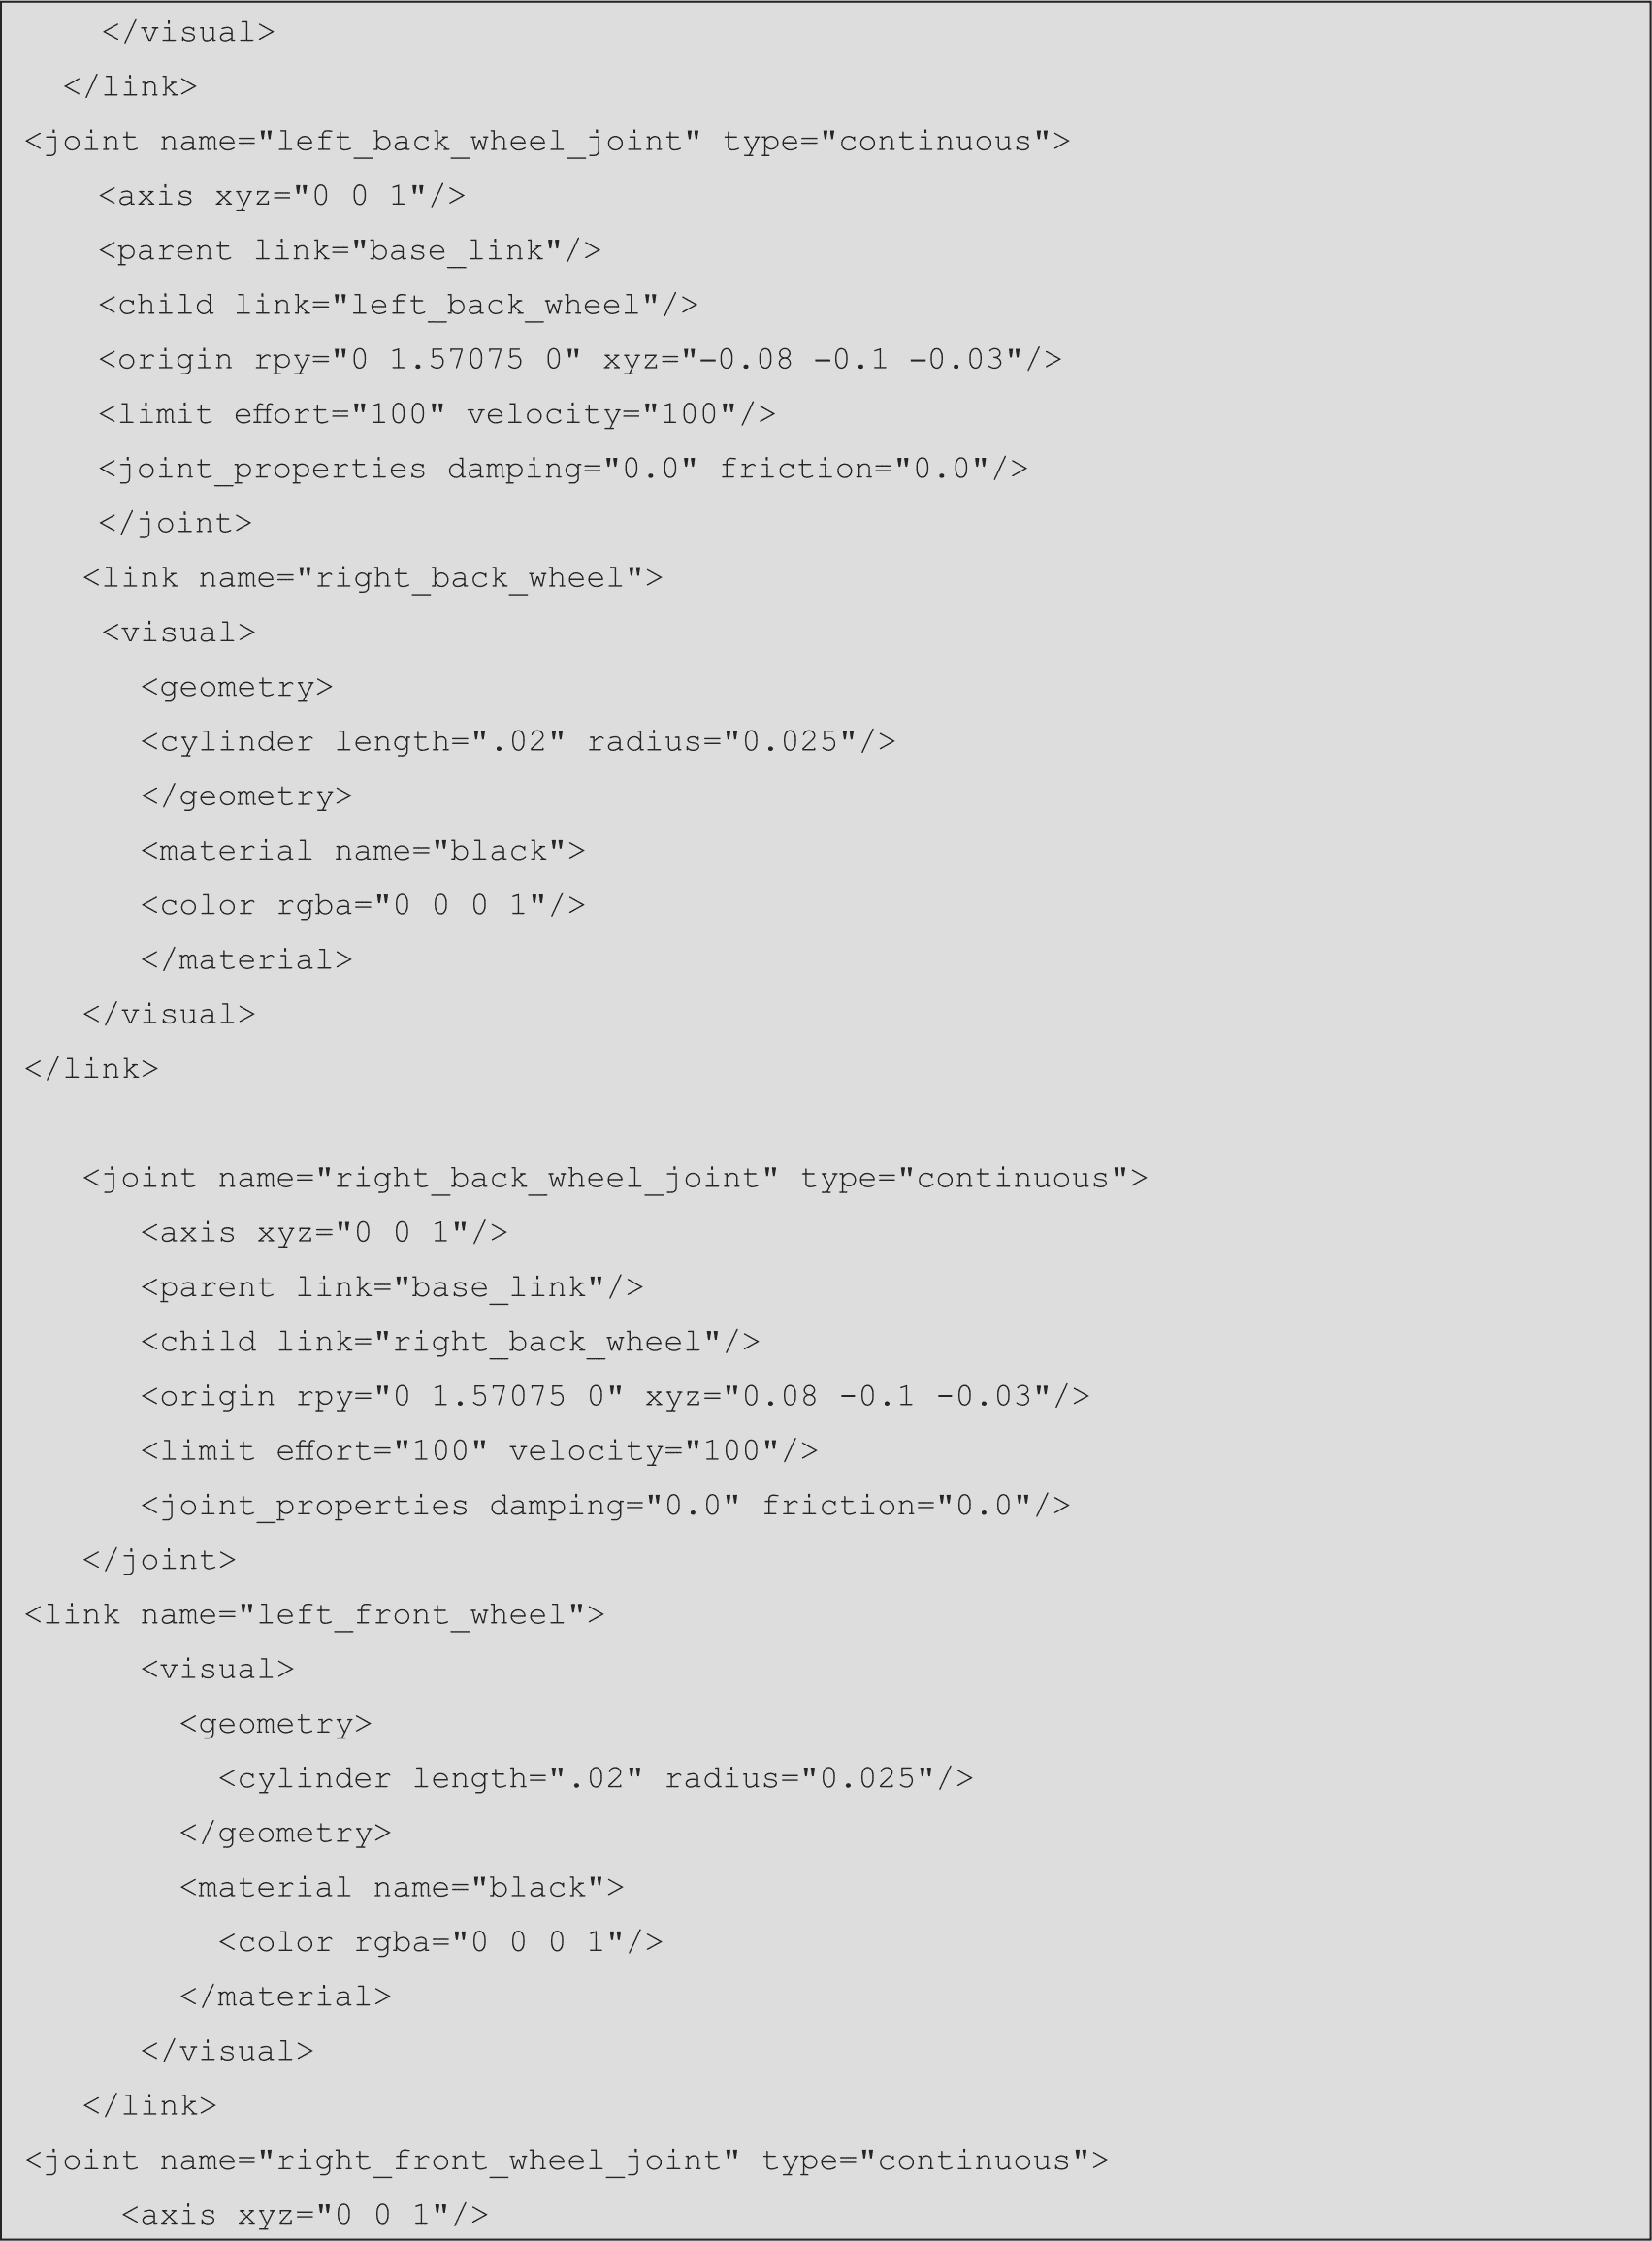 </visual>
</link>
<joint name="left_back_wheel_joint" type="continuous">
<axis xyz="0 0 1"/>
<parent link="base_link"/>
<child link="left_back_wheel"/>
<origin rpy="0 1.57075 0" xyz="-0.08 -0.1 -0.03"/>
<limit effort="100" velocity="100"/>
<joint_properties damping="0.0" friction="0.0"/>
</joint>
<link name="right_back_wheel">
<visual>
<geometry>
<cylinder length=".02" radius="0.025"/>
</geometry>
<material name="black">
<color rgba="0 0 0 1"/>
</material>
</visual>
</link>
<joint name="right_back_wheel_joint" type="continuous">
<axis xyz="0 0 1"/>
<parent link="base_link"/>
<child link="right_back_wheel"/>
<origin rpy="0 1.57075 0" xyz="0.08 -0.1 -0.03"/>
<limit effort="100" velocity="100"/>
<joint_properties damping="0.0" friction="0.0"/>
</joint>
<link name="left_front_wheel">
<visual>
<geometry>
<cylinder length=".02" radius="0.025"/>
</geometry>
<material name="black">
<color rgba="0 0 0 1"/>
</material>
</visual>
</link>
<joint name="right_front_wheel_joint" type="continuous">
<axis xyz="0 0 1"/>